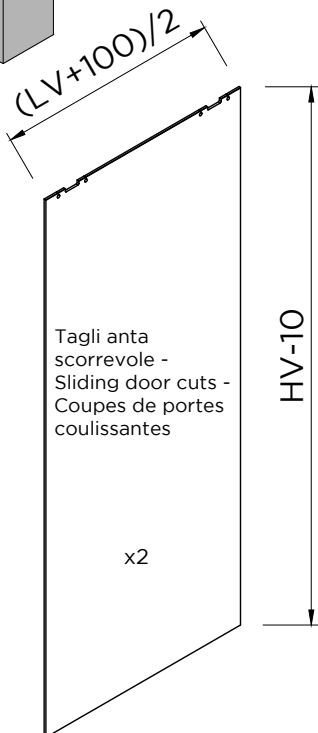 (LV+100)/2
HV-10
Tagli anta
scorrevole -
Sliding door cuts -
Coupes de portes
coulissantes
x2